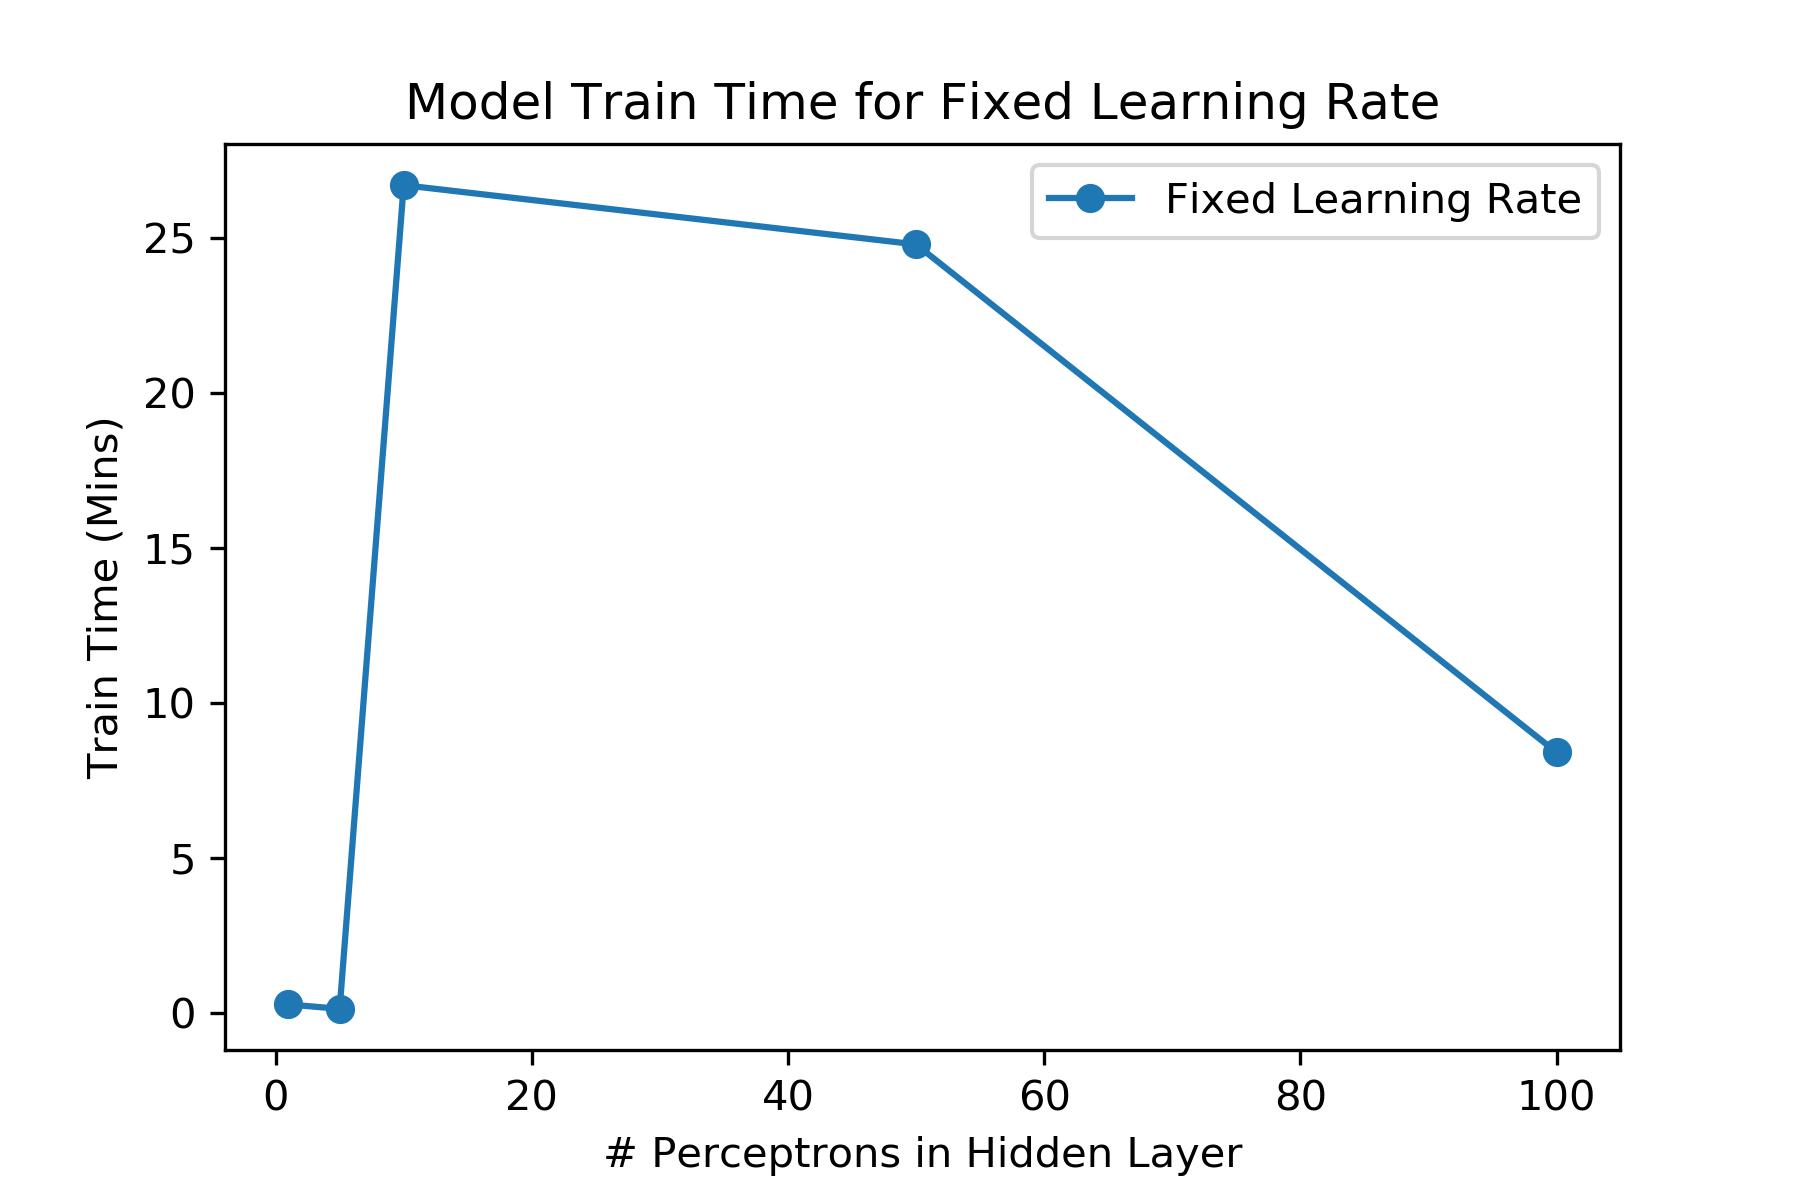 Model Train Time for Fixed Learning Rate
Fixed Learning Rate
25
20
15
10
5
0
Train Time (Mins)
0 20 40 60 80 100
# Perceptrons in Hidden Layer